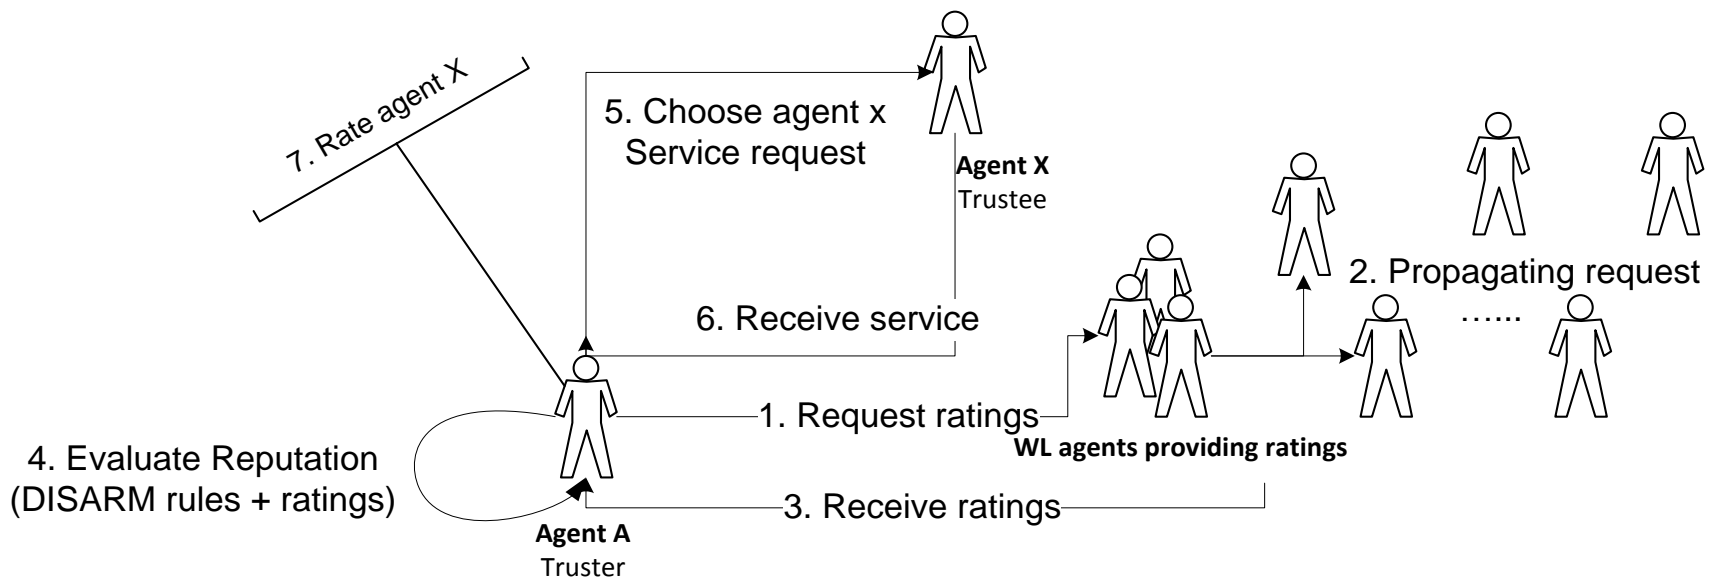 7. Rate agent X
5. Choose agent x
Service request
Agent X
Trustee
2. Propagating request
......
6. Receive service
1. Request ratings
WL agents providing ratings
4. Evaluate Reputation
(DISARM rules + ratings)
3. Receive ratings
Agent A
Truster